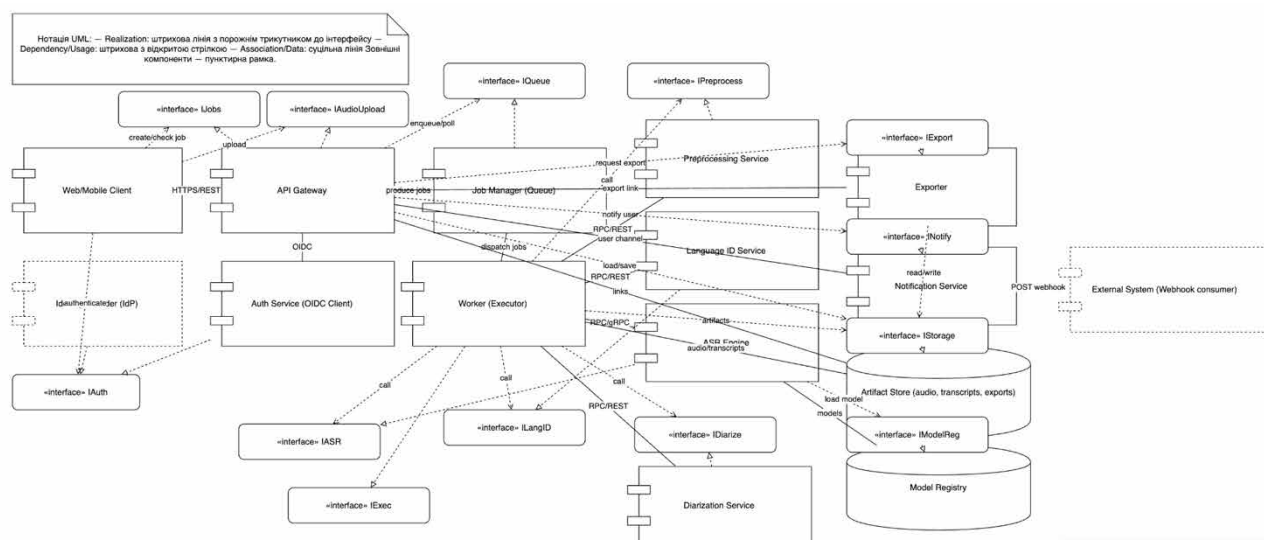 Нотація UML: — Realization: штрихова лінія з порожнім трикутником до інтерфейсу —
Dependency/Usage: штрихова з відкритою стрілкою — Association/Data: суцільна лінія Зовнішні
компоненти — пунктирна рамка.
«interface» IQueue
«interface» IPreprocess
«interface» IJobs
«interface» IAudioUpload
create/check job
upload
enqueue/poll
«interface» IExport
Web/Mobile Client
HTTPS/REST
API Gateway
produce jobs
Job Manager (Queue)
request export
call
export link
Preprocessing Service
Exporter
notify user
RPC/REST
user channel
«interface» INotify
OIDC
dispatch jobs
Language ID Service
load/save
RPC/REST
links
read/write
Notification Service
POST webhook
External System (Webhook consumer)
authenticate
(IdP)
Auth Service (OIDC Client)
Worker (Executor)
RPC/gRPC
artifacts
ASR Engine
audio/transcripts
«interface» IStorage
«interface» IAuth
call
call
call
RPC/REST
Artifact Store (audio, transcripts, exports)
load model
models
«interface» IASR
«interface» ILangID
«interface» IDiarize
«interface» IModelReg
«interface» IExec
Diarization Service
Model Registry